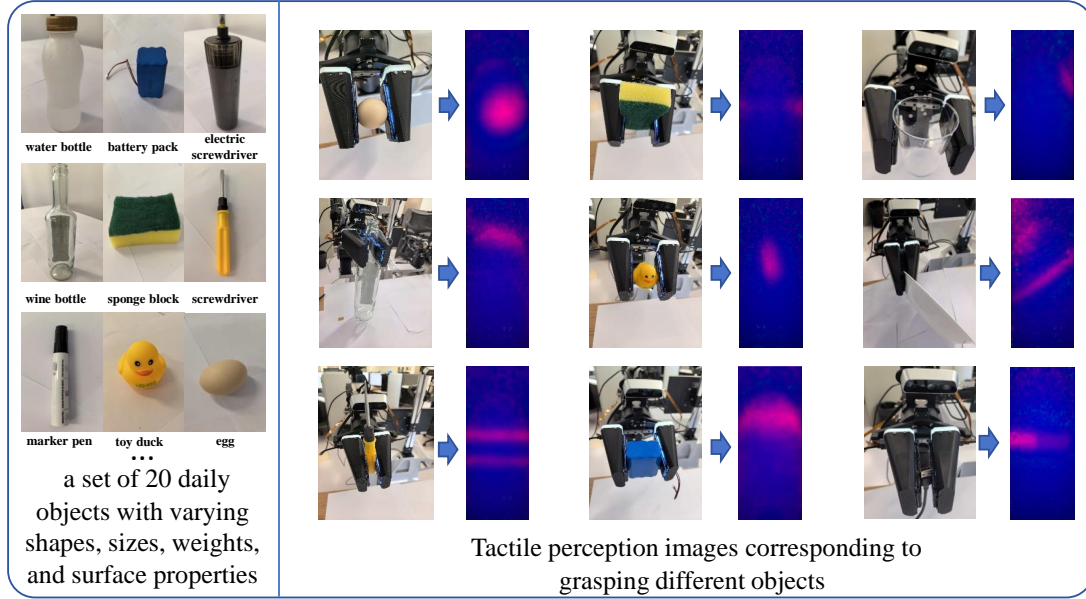 water bottle
battery pack
electric
screwdriver
wine bottle
sponge block
screwdriver
marker pen
toy duck
egg
...
a set of 20 daily
objects with varying
shapes, sizes, weights,
and surface properties
Tactile perception images corresponding to
grasping different objects